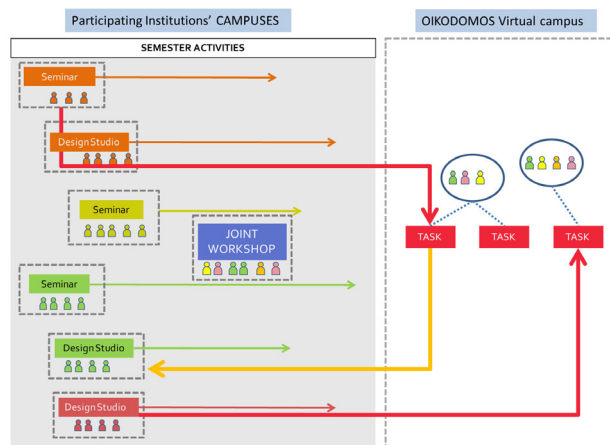 Participating Institutions' CAMPUSES
OIKODOMOS Virtual campus
SEMESTER ACTIVITIES
Seminar
Design Studio
Seminar
JOINT
WORKSHOP
TASK
TASK
TASK
Seminar
Design Studio
Design Studio